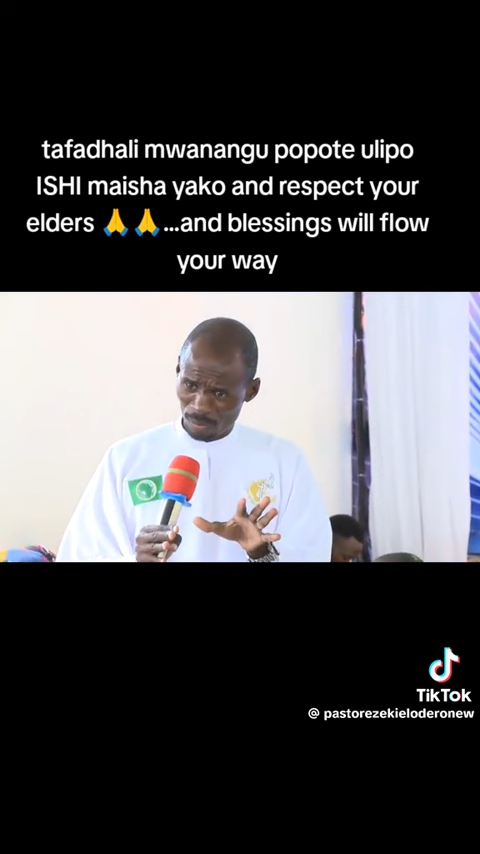 tafadhali mwanangu popote ulipo
ISHI maisha yako and respect your
elders 🙏🙏...and blessings will flow
your way
TikTok
@ pastorezekieloderonew